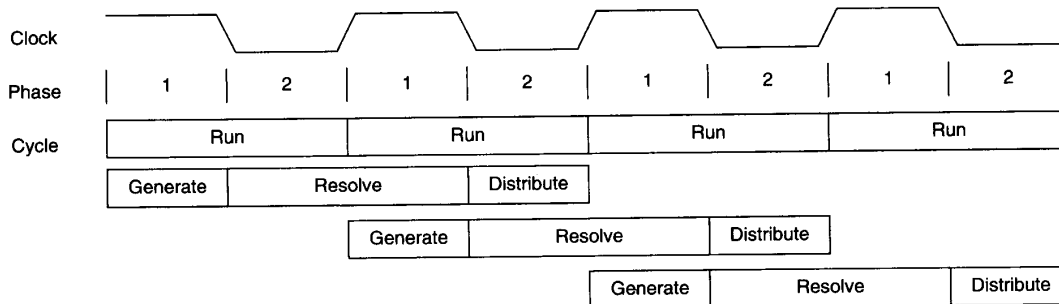 Clock
Phase 1 2 1 2 1 2 1 2
Cycle Run Run Run Run
Generate Resolve Distribute
Generate Resolve Distribute
Generate Resolve Distribute